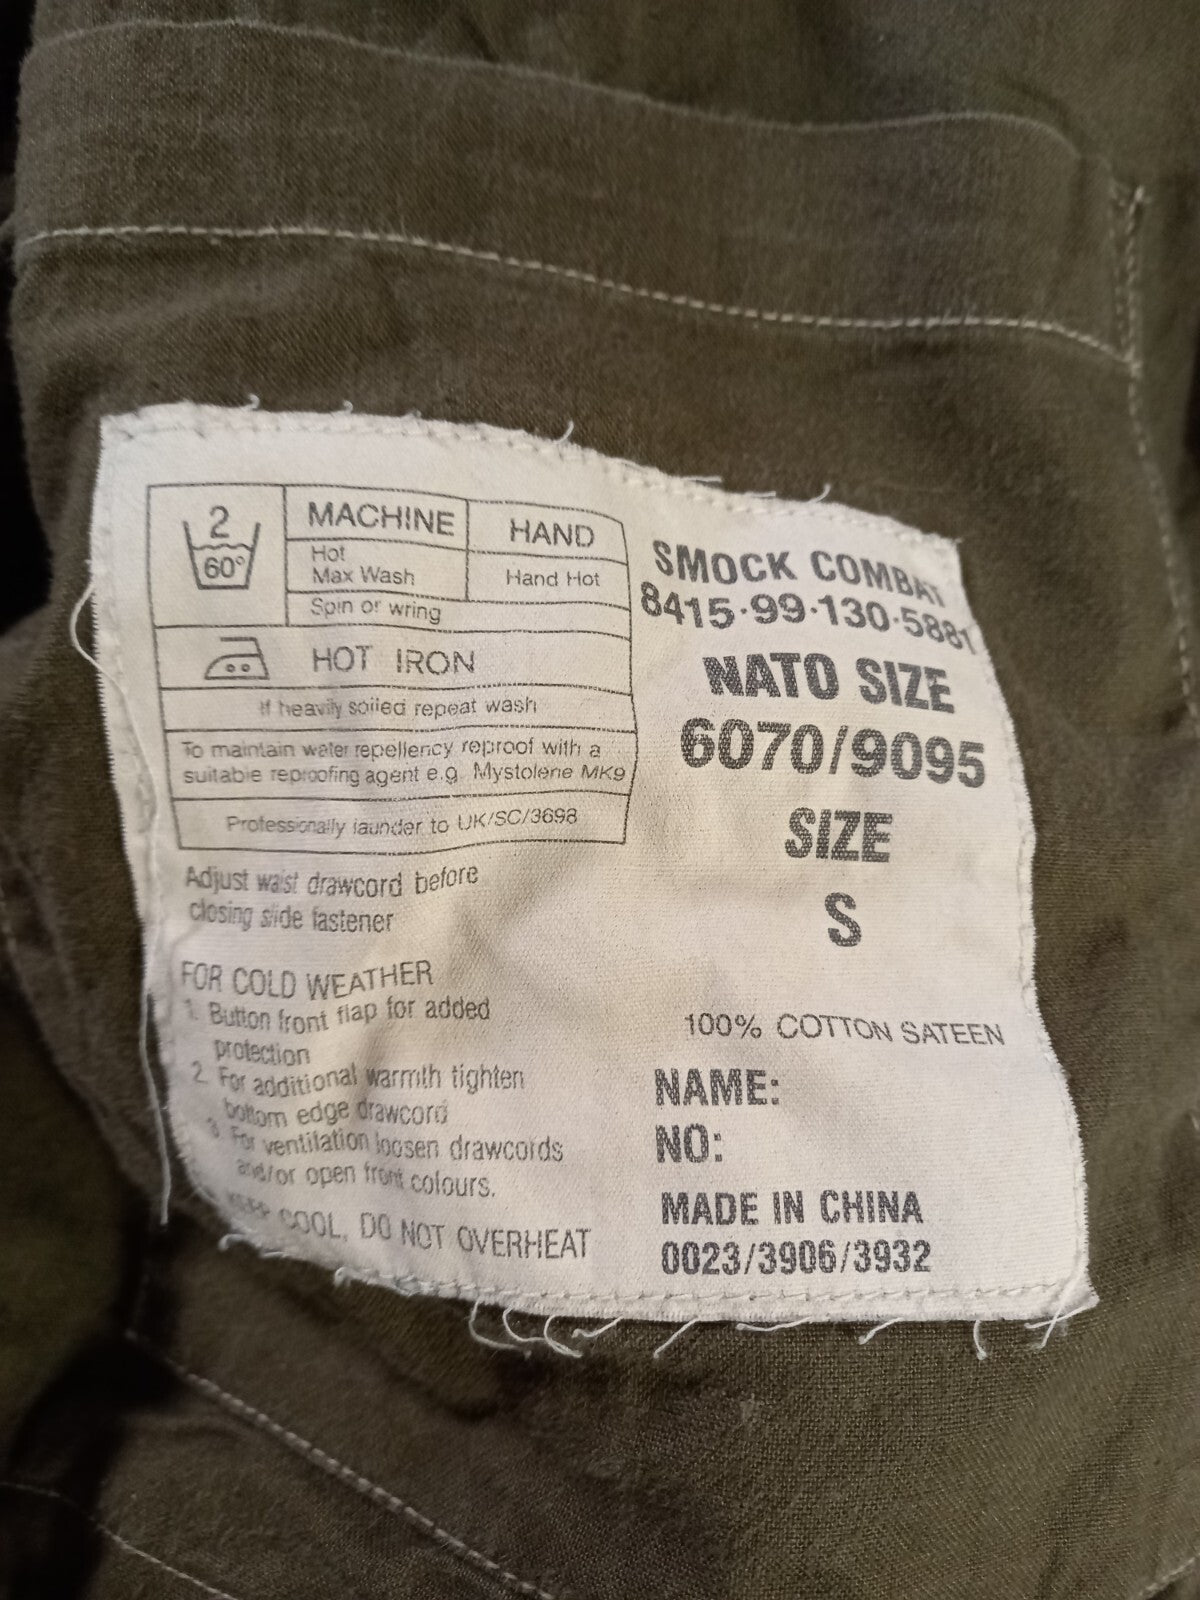 2
60°
MACHINE
HAND
Hot
Max Wash
Hand Hot
Spin or wring
HOT IRON
If heavily soiled repeat wash
To maintain water repellency reproof with a
suitable reproofing agent e.g. Mystolene MK9
Professionally launder to UK/SC/3698
Adjust waist drawcord before
closing slide fastener
FOR COLD WEATHER
1. Button front flap for added
protection
2. For additional warmth tighten
bottom edge drawcord
3. For ventilation loosen drawcords
and/or open front colours.
KEEP COOL, DO NOT OVERHEAT
SMOCK COMBAT
8415·99·130·5881
NATO SIZE
6070/9095
SIZE
S
100% COTTON SATEEN
NAME:
NO:
MADE IN CHINA
0023/3906/3932